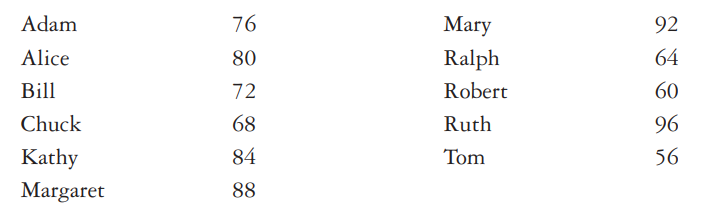 Adam 76
Alice 80
Bill 72
Chuck 68
Kathy 84
Margaret 88
Mary 92
Ralph 64
Robert 60
Ruth 96
Tom 56